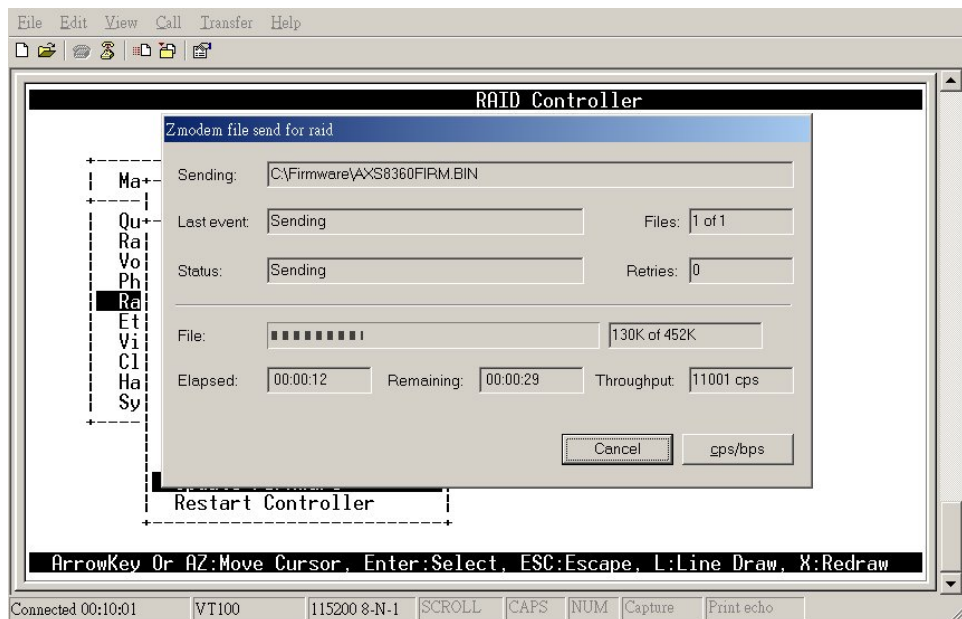 File Edit View Call Transfer Help
RAID Controller
Zmodem file send for raid
Sending: C:\Firmware\AXS8360FIRM.BIN
Last event: Sending Files: 1 of 1
Status: Sending Retries: 0
File: 130K of 452K
Elapsed: 00:00:12 Remaining: 00:00:29 Throughput: 11001 cps
Cancel cps/bps
Ma
Qu
Ra
Vo
Ph
Ra
Et
Vi
Cl
Ha
Sy
Restart Controller
ArrowKey Or AZ:Move Cursor, Enter:Select, ESC:Escape, L:Line Draw, X:Redraw
Connected 00:10:01 VT100 115200 8-N-1 SCROLL CAPS NUM Capture Print echo